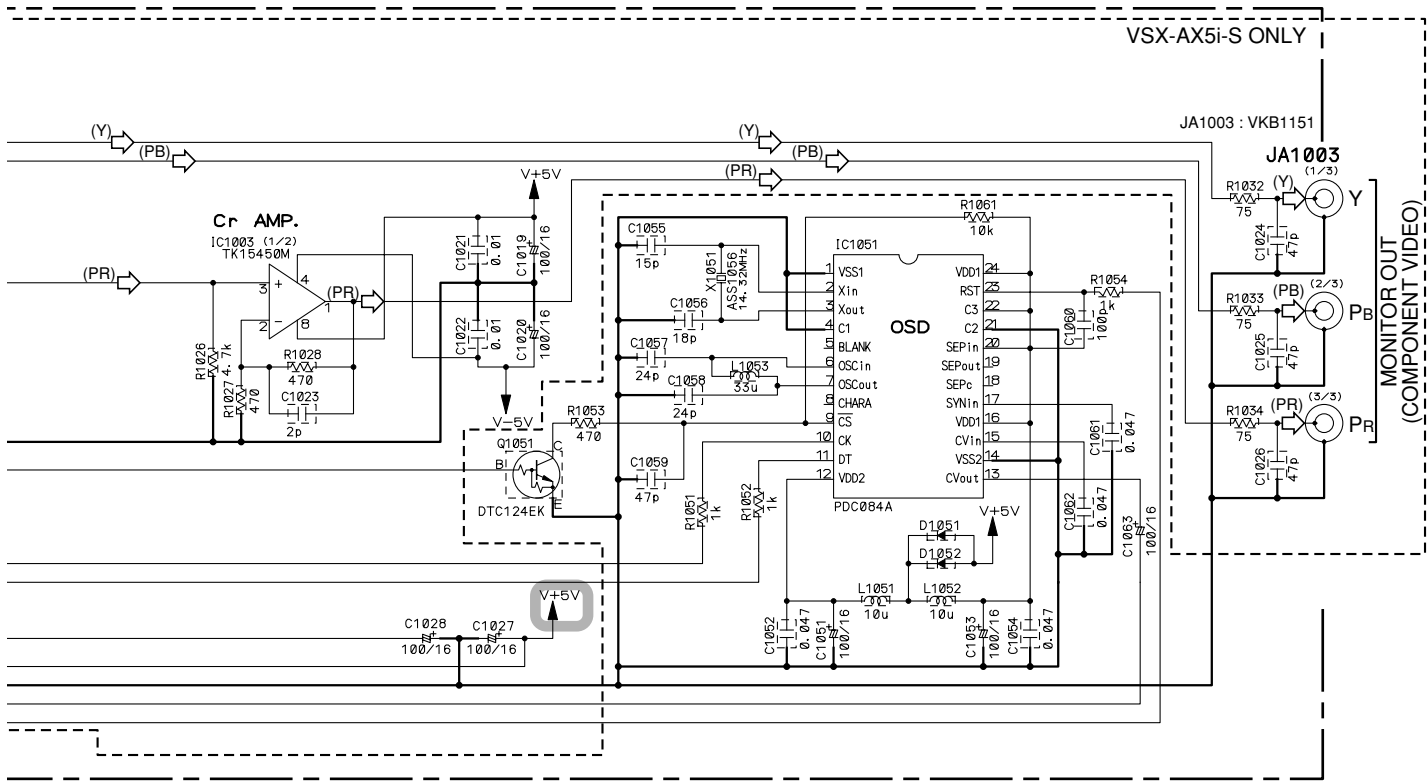 VSX-AX5i-S ONLY
JA1003 : VKB1151
(Y)
(PB)
(Y)
(PB)
(PR)
JA1003
(1/3)
R1032
75
(Y)
Y
C1024
47p
R1033
75
(PB)
(2/3)
PB
C1025
47p
R1034
75
(PR)
(3/3)
PR
C1026
47p
MONITOR OUT
(COMPONENT VIDEO)
Cr AMP.
IC1003 (1/2)
TK15450M
(PR)
3
+
4
2
-
8
1
(PR)
R1026
4.7k
R1027
470
R1028
470
C1023
2p
V+5V
C1021
0.01
C1019
100/16
C1022
0.01
C1020
100/16
V-5V
C1055
15p
X1051
ASS1056
14.32MHz
C1056
18p
C1057
24p
L1053
33u
C1058
24p
R1053
470
C1059
47p
Q1051
B
C
E
DTC124EK
R1051
1k
R1052
1k
R1061
10k
IC1051
OSD
1 VSS1
2 Xin
3 Xout
4 C1
5 BLANK
6 OSCin
7 OSCout
8 CHARA
9 CS
10 CK
11 DT
12 VDD2
VDD1 24
RST 23
C3 22
C2 21
SEPin 20
SEPout 19
SEPc 18
SYNin 17
VDD1 16
CVin 15
VSS2 14
CVout 13
PDC084A
R1054
1k
C1060
100p
C1061
0.047
C1062
0.047
C1063
100/16
D1051
D1052
V+5V
L1051
10u
L1052
10u
C1052
0.047
C1051
100/16
C1053
100/16
C1054
0.047
V+5V
C1028
100/16
C1027
100/16